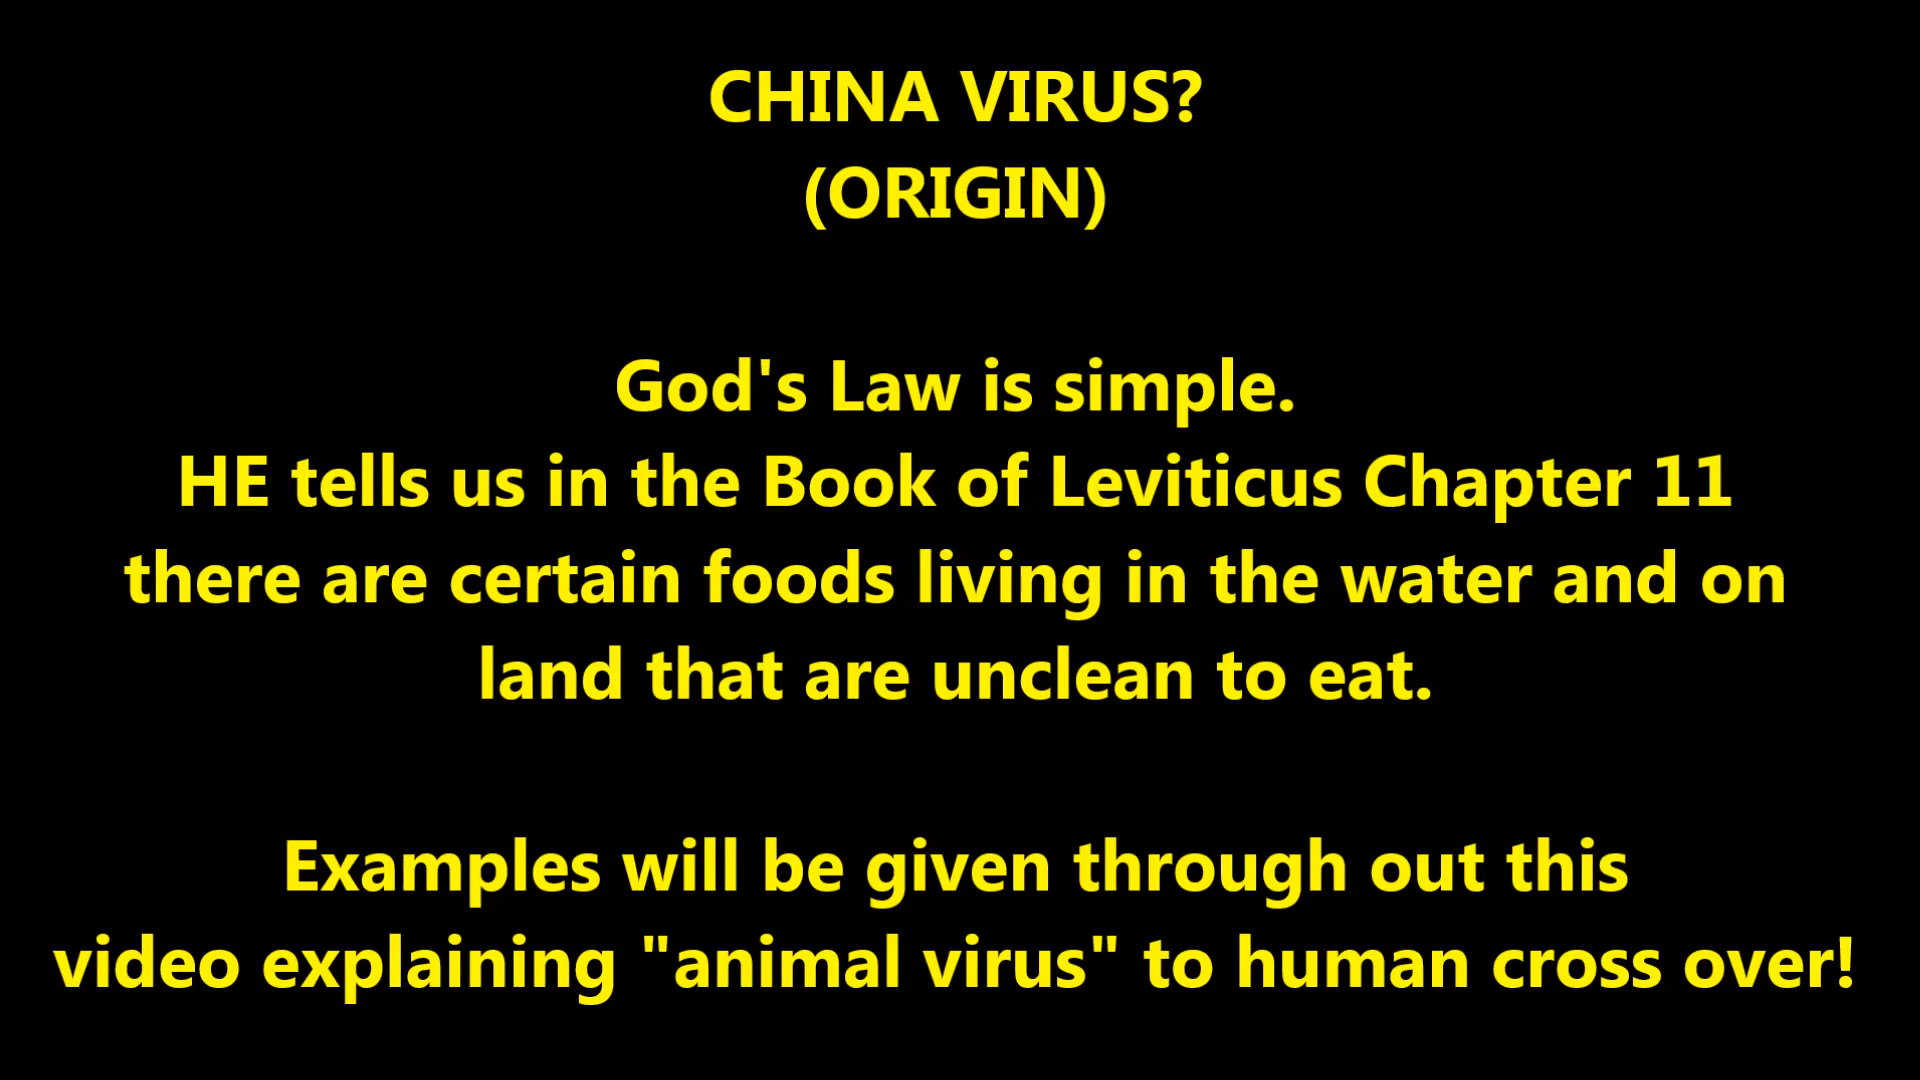 CHINA VIRUS?
(ORIGIN)
God's Law is simple.
HE tells us in the Book of Leviticus Chapter 11
there are certain foods living in the water and on
land that are unclean to eat.
Examples will be given through out this
video explaining "animal virus" to human cross over!